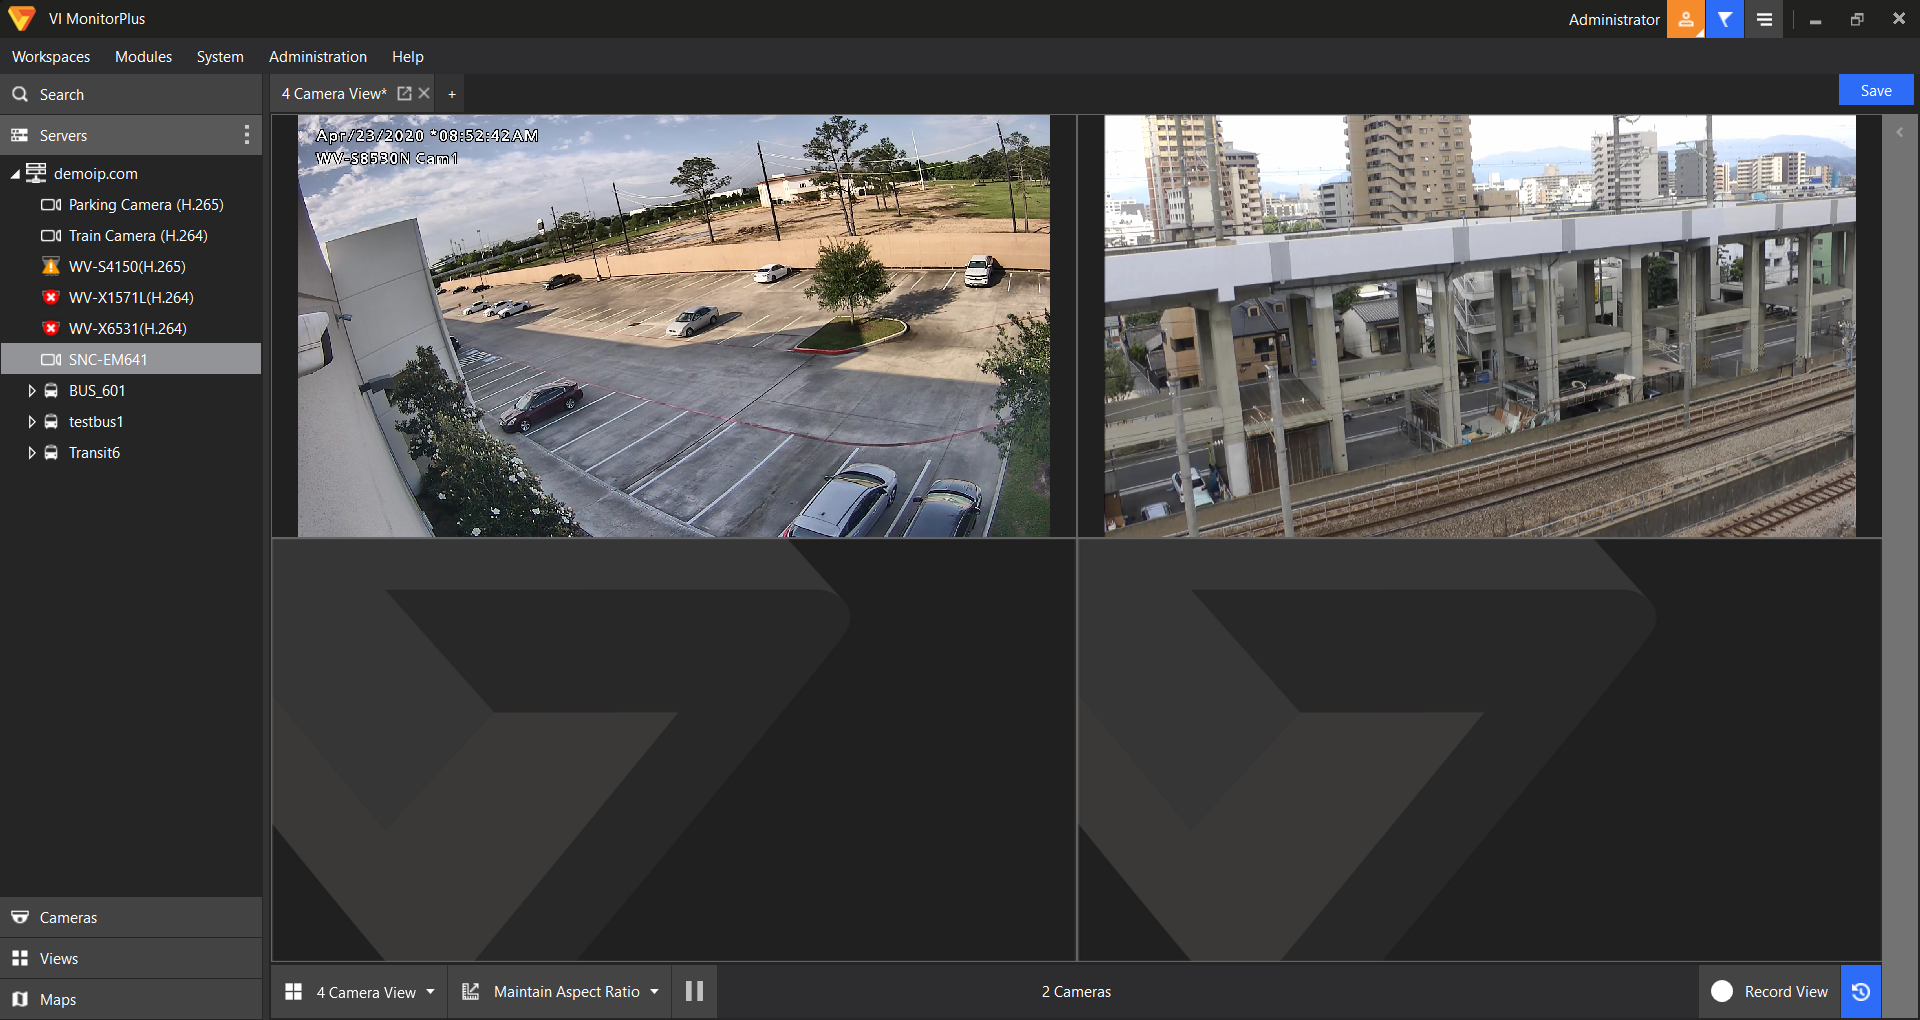 VI MonitorPlus
Administrator
Workspaces Modules System Administration Help
Search
4 Camera View* +
Save
Servers
demoip.com
Parking Camera (H.265)
Train Camera (H.264)
WV-S4150(H.265)
WV-X1571L(H.264)
WV-X6531(H.264)
SNC-EM641
BUS_601
testbus1
Transit6
Apr/23/2020 *08:52:42AM
WV-S8530N Cam1
Cameras
Views
Maps
4 Camera View
Maintain Aspect Ratio
2 Cameras
Record View